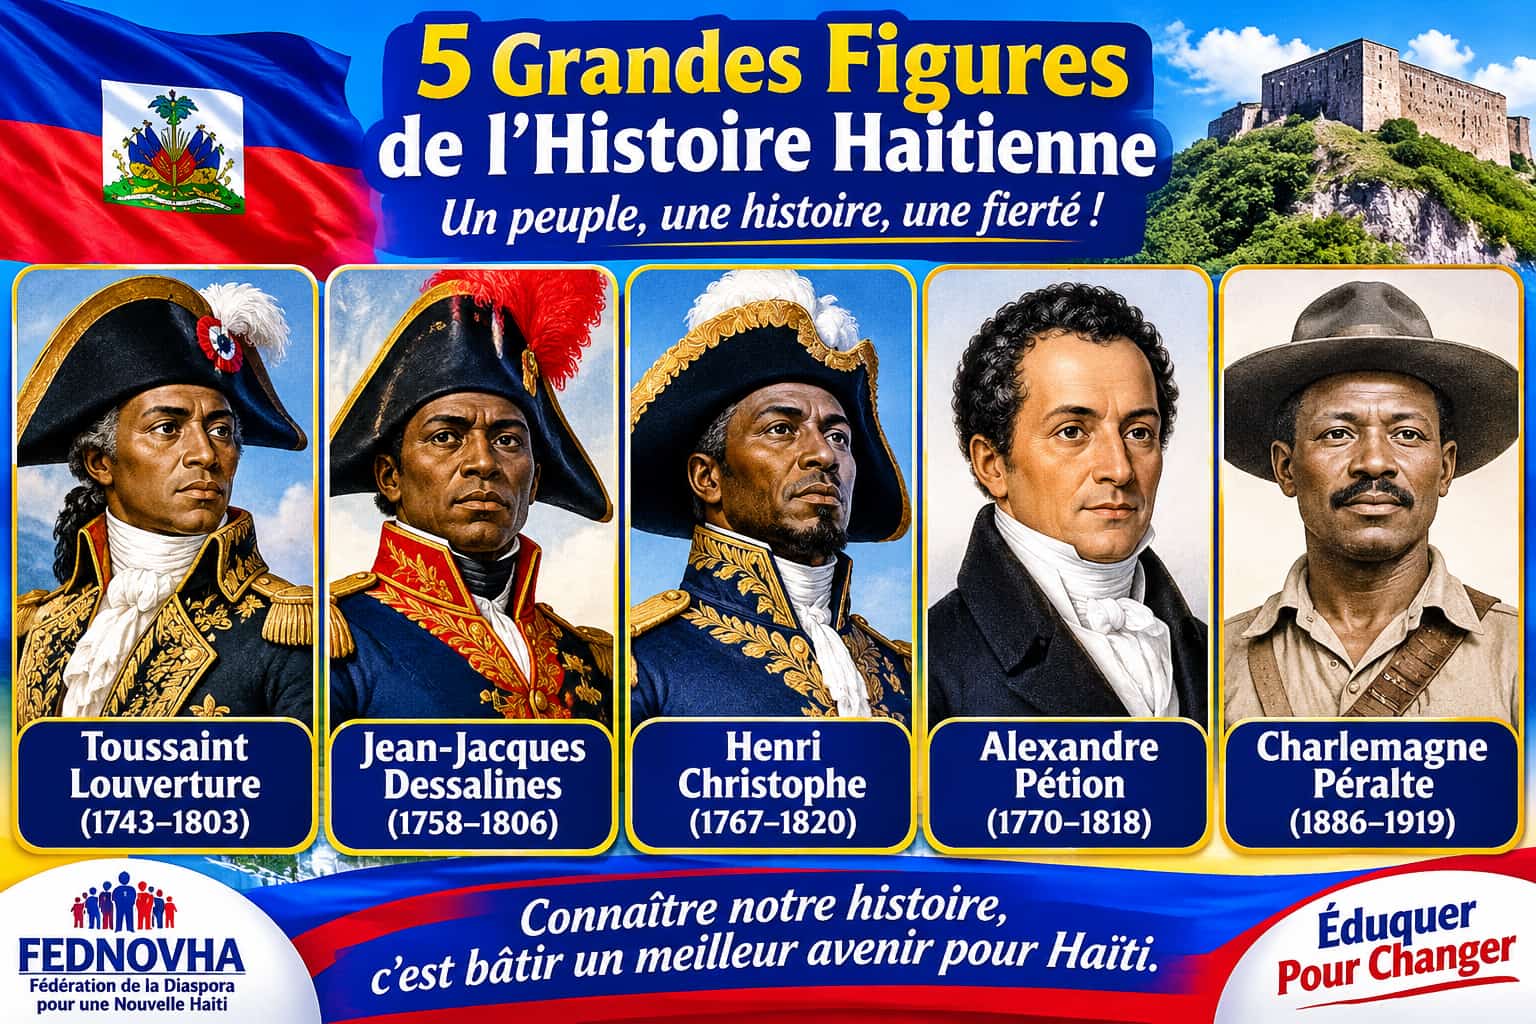 5 Grandes Figures
de l'Histoire Haitienne
Un peuple, une histoire, une fierté !
Toussaint
Louverture
(1743–1803)
Jean-Jacques
Dessalines
(1758–1806)
Henri
Christophe
(1767–1820)
Alexandre
Pétion
(1770–1818)
Charlemagne
Péralte
(1886–1919)
FEDNOVHA
Fédération de la Diaspora
pour une Nouvelle Haiti
Connaître notre histoire,
c'est bâtir un meilleur avenir pour Haïti.
Éduquer
Pour Changer